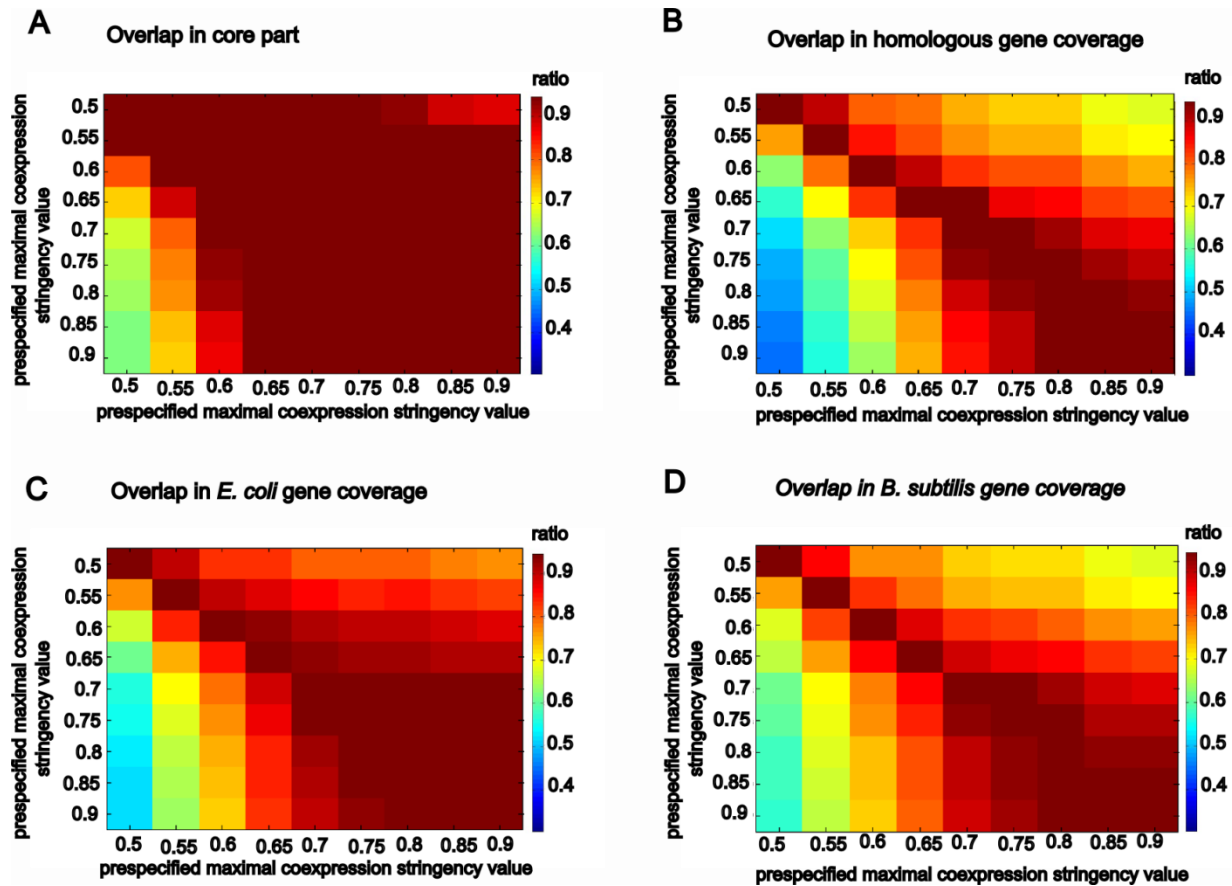 A
Overlap in core part
ratio
prespecified maximal coexpression
stringency value
0.5
0.55
0.6
0.65
0.7
0.75
0.8
0.85
0.9
0.9
0.8
0.7
0.6
0.5
0.4
0.5 0.55 0.6 0.65 0.7 0.75 0.8 0.85 0.9
prespecified maximal coexpression stringency value
B
Overlap in homologous gene coverage
ratio
prespecified maximal coexpression
stringency value
0.5
0.55
0.6
0.65
0.7
0.75
0.8
0.85
0.9
0.9
0.8
0.7
0.6
0.5
0.4
0.5 0.55 0.6 0.65 0.7 0.75 0.8 0.85 0.9
prespecified maximal coexpression stringency value
C
Overlap in E. coli gene coverage
ratio
prespecified maximal coexpression
stringency value
0.5
0.55
0.6
0.65
0.7
0.75
0.8
0.85
0.9
0.9
0.8
0.7
0.6
0.5
0.4
0.5 0.55 0.6 0.65 0.7 0.75 0.8 0.85 0.9
prespecified maximal coexpression stringency value
D
Overlap in B. subtilis gene coverage
ratio
prespecified maximal coexpression
stringency value
0.5
0.55
0.6
0.65
0.7
0.75
0.8
0.85
0.9
0.9
0.8
0.7
0.6
0.5
0.4
0.5 0.55 0.6 0.65 0.7 0.75 0.8 0.85 0.9
prespecified maximal coexpression stringency value